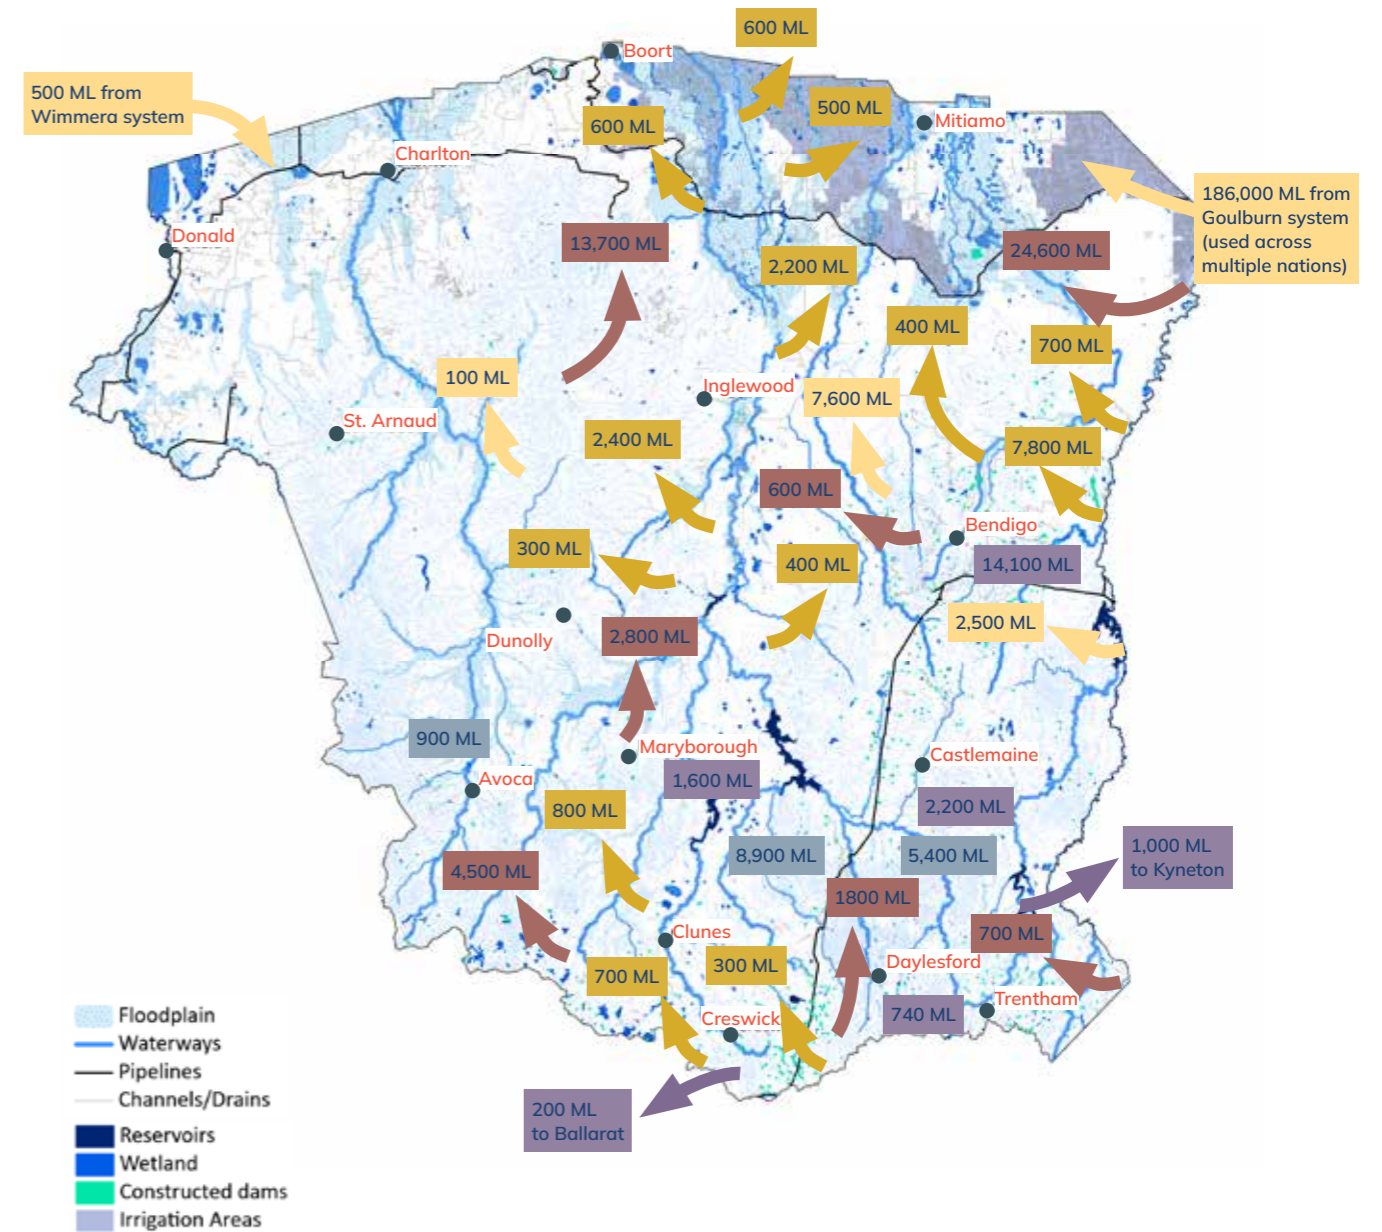 600 ML
Boort
500 ML from
Wimmera system
500 ML
600 ML
Mitiamo
Charlton
186,000 ML from
Goulburn system
(used across
multiple nations)
Donald
13,700 ML
24,600 ML
2,200 ML
400 ML
700 ML
100 ML
Inglewood
7,600 ML
St. Arnaud
2,400 ML
7,800 ML
600 ML
Bendigo
300 ML
400 ML
14,100 ML
2,500 ML
Dunolly
2,800 ML
900 ML
Maryborough
Castlemaine
Avoca
1,600 ML
800 ML
2,200 ML
8,900 ML
5,400 ML
1,000 ML
to Kyneton
4,500 ML
1800 ML
Clunes
700 ML
300 ML
Daylesford
700 ML
Trentham
Creswick
740 ML
200 ML
to Ballarat
Floodplain
Waterways
Pipelines
Channels/Drains
Reservoirs
Wetland
Constructed dams
Irrigation Areas